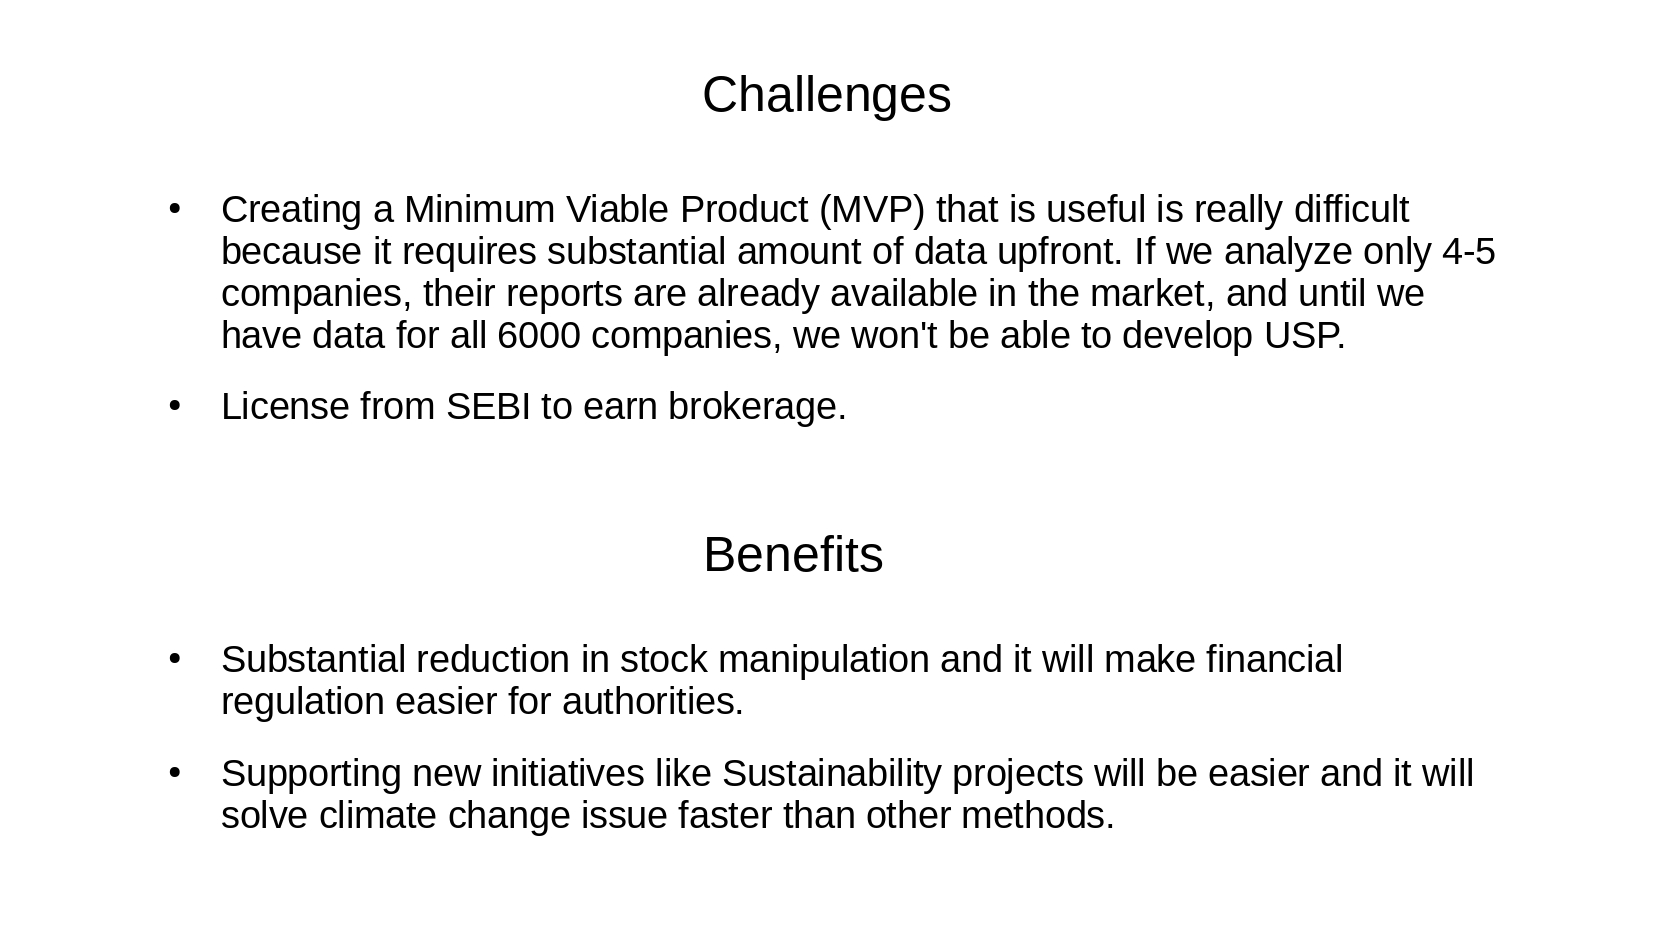 Challenges
• Creating a Minimum Viable Product (MVP) that is useful is really difficult
because it requires substantial amount of data upfront. If we analyze only 4-5
companies, their reports are already available in the market, and until we
have data for all 6000 companies, we won't be able to develop USP.
• License from SEBI to earn brokerage.
Benefits
• Substantial reduction in stock manipulation and it will make financial
regulation easier for authorities.
• Supporting new initiatives like Sustainability projects will be easier and it will
solve climate change issue faster than other methods.